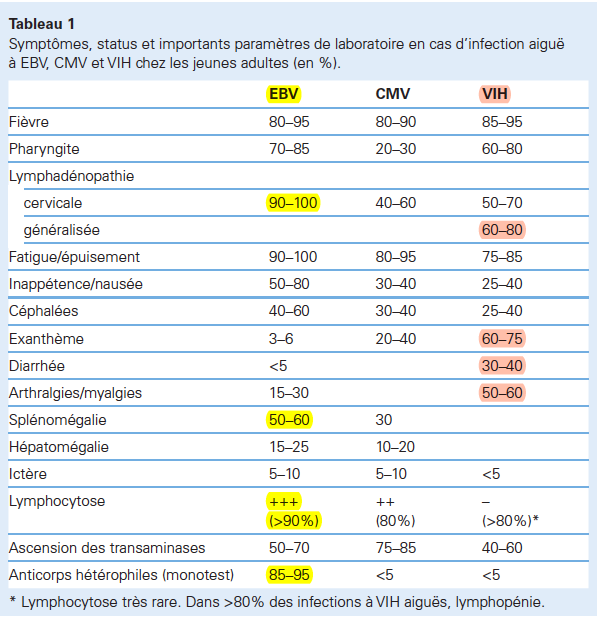 Tableau 1
Symptômes, status et importants paramètres de laboratoire en cas d'infection aiguë
à EBV, CMV et VIH chez les jeunes adultes (en %).
EBV CMV VIH
Fièvre 80–95 80–90 85–95
Pharyngite 70–85 20–30 60–80
Lymphadénopathie
cervicale 90–100 40–60 50–70
généralisée 60–80
Fatigue/épuisement 90–100 80–95 75–85
Inappétence/nausée 50–80 30–40 25–40
Céphalées 40–60 30–40 25–40
Exanthème 3–6 20–40 60–75
Diarrhée <5 30–40
Arthralgies/myalgies 15–30 50–60
Splénomégalie 50–60 30
Hépatomégalie 15–25 10–20
Ictère 5–10 5–10 <5
Lymphocytose +++ ++ –
(>90%) (80%) (>80%)*
Ascension des transaminases 50–70 75–85 40–60
Anticorps hétérophiles (monotest) 85–95 <5 <5
* Lymphocytose très rare. Dans >80% des infections à VIH aiguës, lymphopénie.